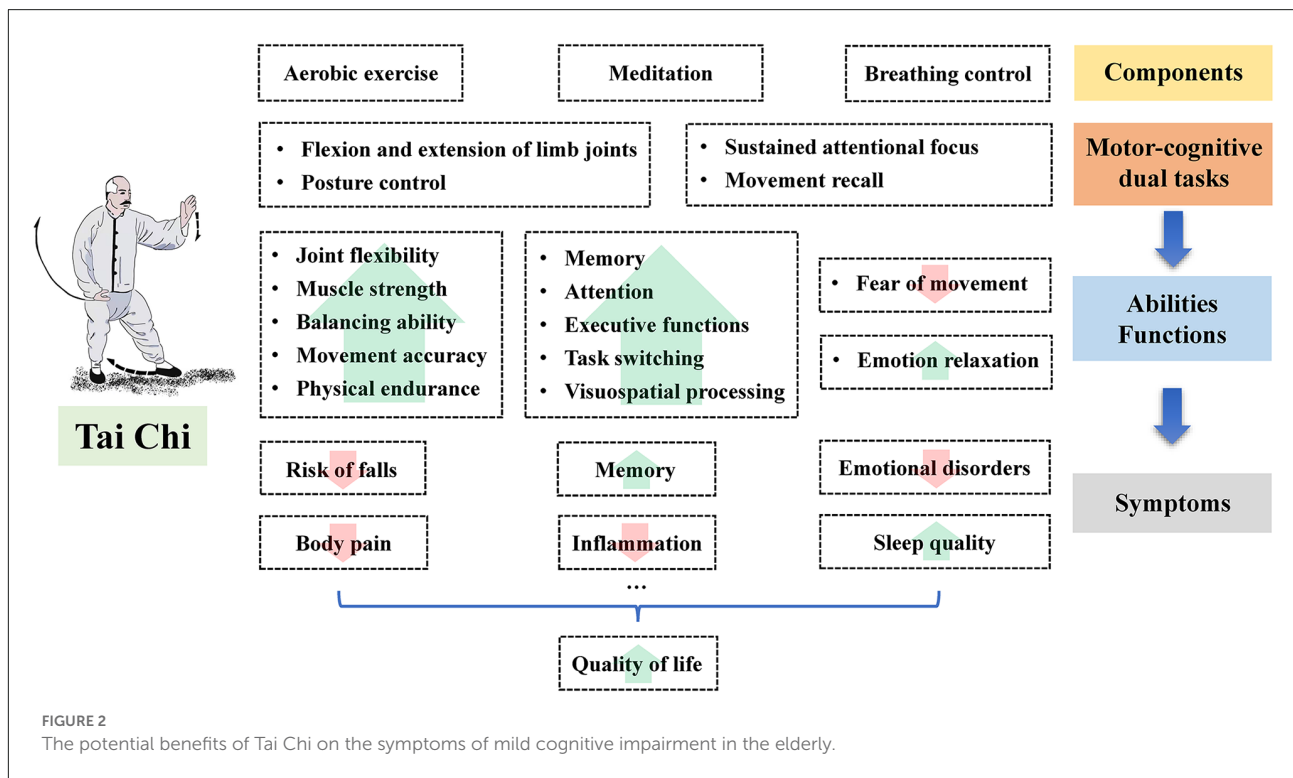 Aerobic exercise
Meditation
Breathing control
Components
• Flexion and extension of limb joints
• Posture control
• Sustained attentional focus
• Movement recall
Motor-cognitive
dual tasks
• Joint flexibility
• Muscle strength
• Balancing ability
• Movement accuracy
• Physical endurance
• Memory
• Attention
• Executive functions
• Task switching
• Visuospatial processing
• Fear of movement
• Emotion relaxation
Abilities
Functions
Tai Chi
Risk of falls
Memory
Emotional disorders
Symptoms
Body pain
Inflammation
Sleep quality
...
Quality of life
FIGURE 2
The potential benefits of Tai Chi on the symptoms of mild cognitive impairment in the elderly.